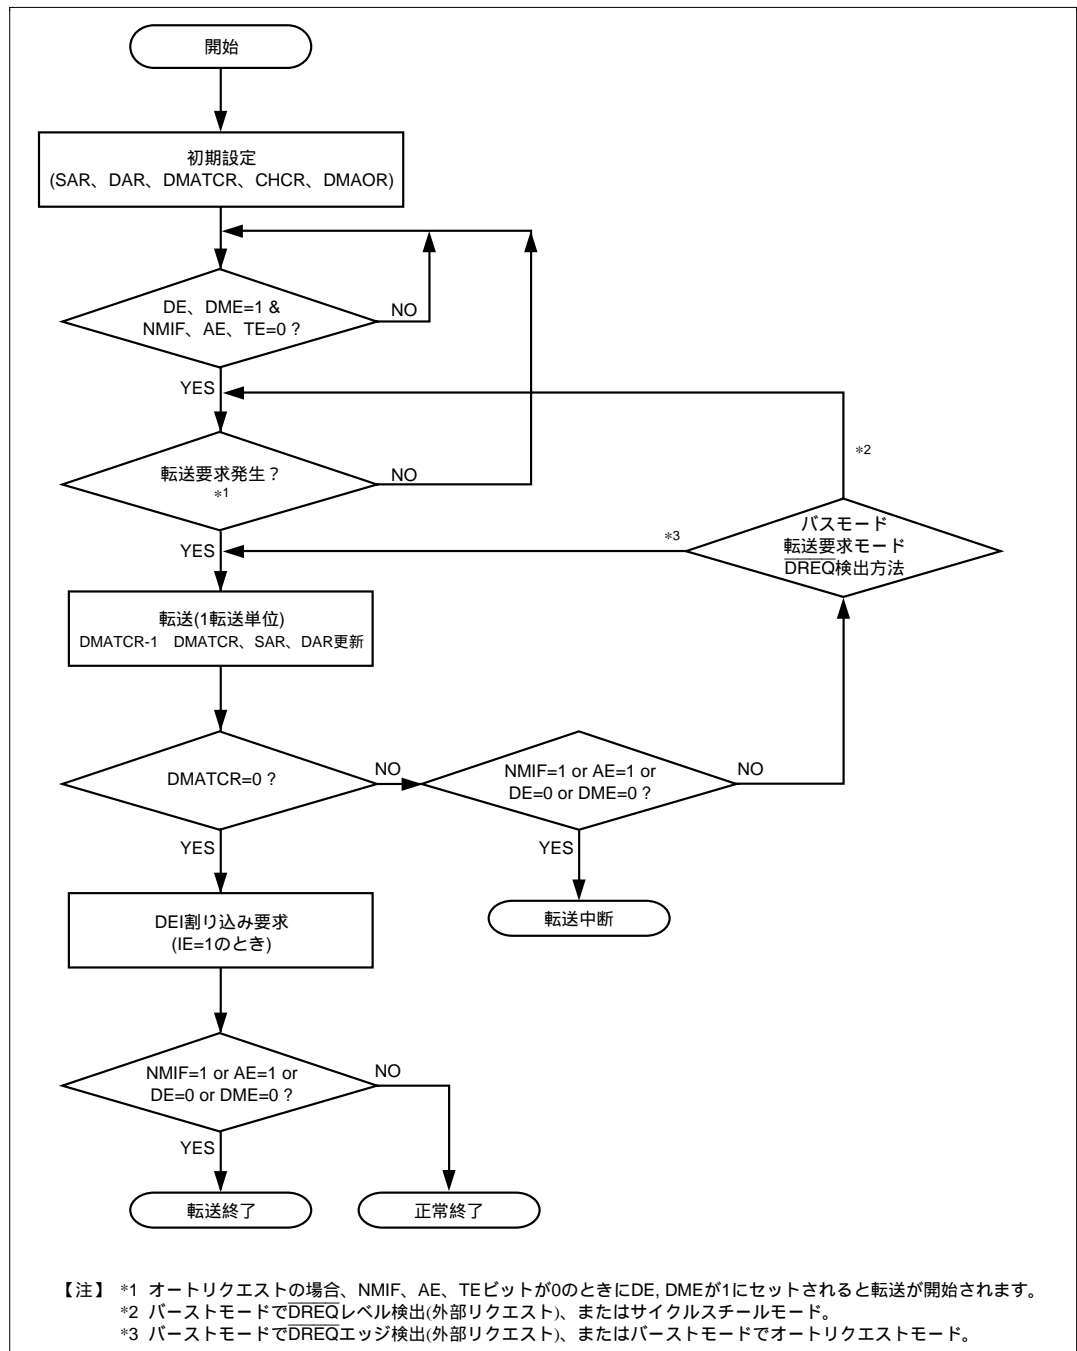 開始
初期設定
(SAR、DAR、DMATCR、CHCR、DMAOR)
DE、DME=1 &
NMIF、AE、TE=0 ?
NO
YES
転送要求発生？
*1
NO
YES
*2
バスモード
転送要求モード
DREQ検出方法
*3
転送(1転送単位)
DMATCR-1 DMATCR、SAR、DAR更新
DMATCR=0 ?
NO
YES
NMIF=1 or AE=1 or
DE=0 or DME=0 ?
NO
YES
転送中断
DEI割り込み要求
(IE=1のとき)
NMIF=1 or AE=1 or
DE=0 or DME=0 ?
NO
YES
転送終了
正常終了
【注】 *1 オートリクエストの場合、NMIF、AE、TEビットが0のときにDE, DMEが1にセットされると転送が開始されます。
*2 バーストモードでDREQレベル検出(外部リクエスト)、またはサイクルスチールモード。
*3 バーストモードでDREQエッジ検出(外部リクエスト)、またはバーストモードでオートリクエストモード。